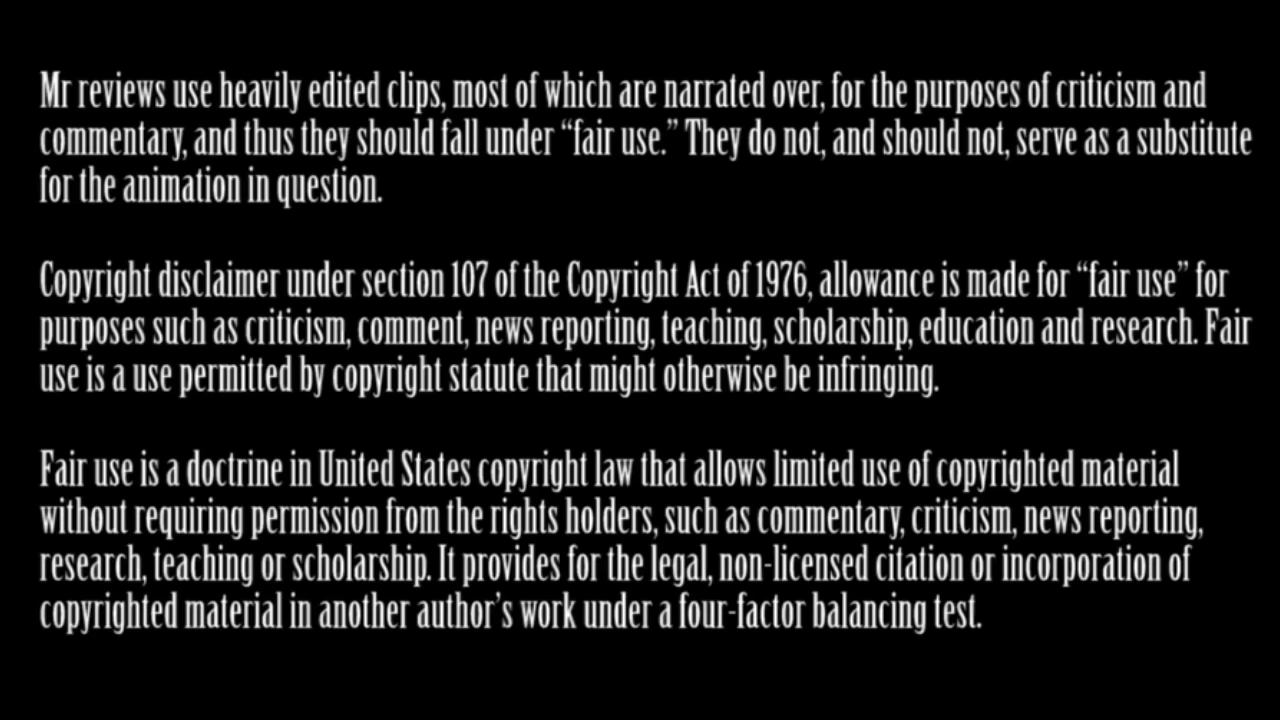 Mr reviews use heavily edited clips, most of which are narrated over, for the purposes of criticism and
commentary, and thus they should fall under “fair use.” They do not, and should not, serve as a substitute
for the animation in question.
Copyright disclaimer under section 107 of the Copyright Act of 1976, allowance is made for “fair use” for
purposes such as criticism, comment, news reporting, teaching, scholarship, education and research. Fair
use is a use permitted by copyright statute that might otherwise be infringing.
Fair use is a doctrine in United States copyright law that allows limited use of copyrighted material
without requiring permission from the rights holders, such as commentary, criticism, news reporting,
research, teaching or scholarship. It provides for the legal, non-licensed citation or incorporation of
copyrighted material in another author’s work under a four-factor balancing test.